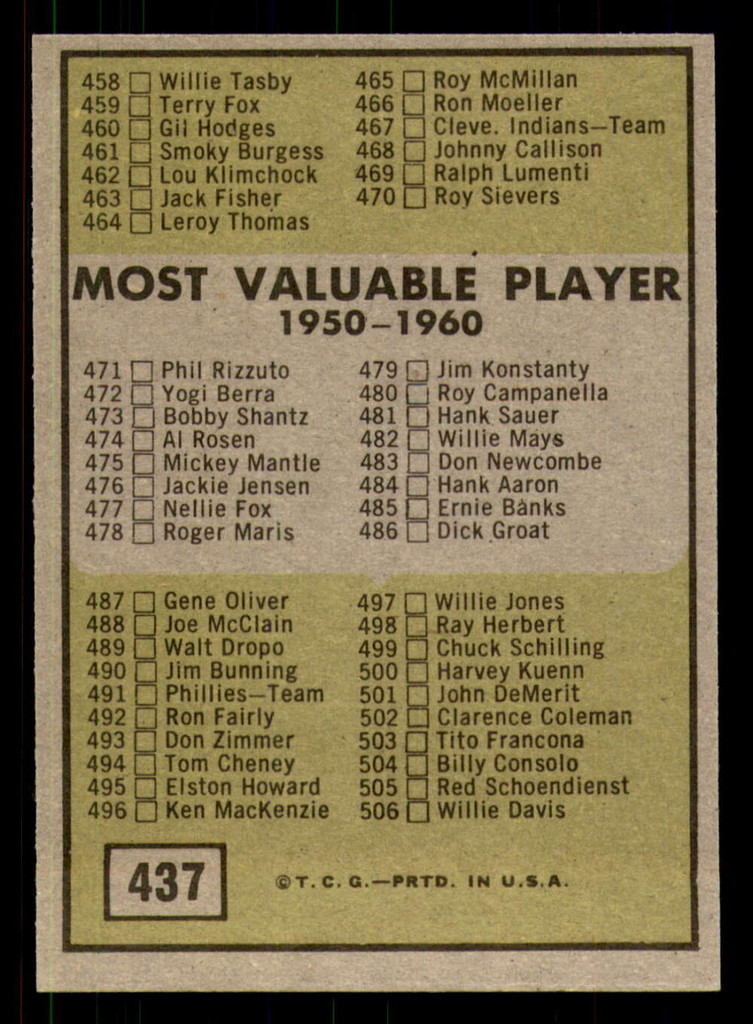 458 Willie Tasby
459 Terry Fox
460 Gil Hodges
461 Smoky Burgess
462 Lou Klimchock
463 Jack Fisher
464 Leroy Thomas
465 Roy McMillan
466 Ron Moeller
467 Cleve. Indians—Team
468 Johnny Callison
469 Ralph Lumenti
470 Roy Sievers
MOST VALUABLE PLAYER
1950-1960
471 Phil Rizzuto
472 Yogi Berra
473 Bobby Shantz
474 Al Rosen
475 Mickey Mantle
476 Jackie Jensen
477 Nellie Fox
478 Roger Maris
479 Jim Konstanty
480 Roy Campanella
481 Hank Sauer
482 Willie Mays
483 Don Newcombe
484 Hank Aaron
485 Ernie Banks
486 Dick Groat
487 Gene Oliver
488 Joe McClain
489 Walt Dropo
490 Jim Bunning
491 Phillies—Team
492 Ron Fairly
493 Don Zimmer
494 Tom Cheney
495 Elston Howard
496 Ken MacKenzie
497 Willie Jones
498 Ray Herbert
499 Chuck Schilling
500 Harvey Kuenn
501 John DeMerit
502 Clarence Coleman
503 Tito Francona
504 Billy Consolo
505 Red Schoendienst
506 Willie Davis
437
© T. C. G.—PRTD. IN U.S.A.